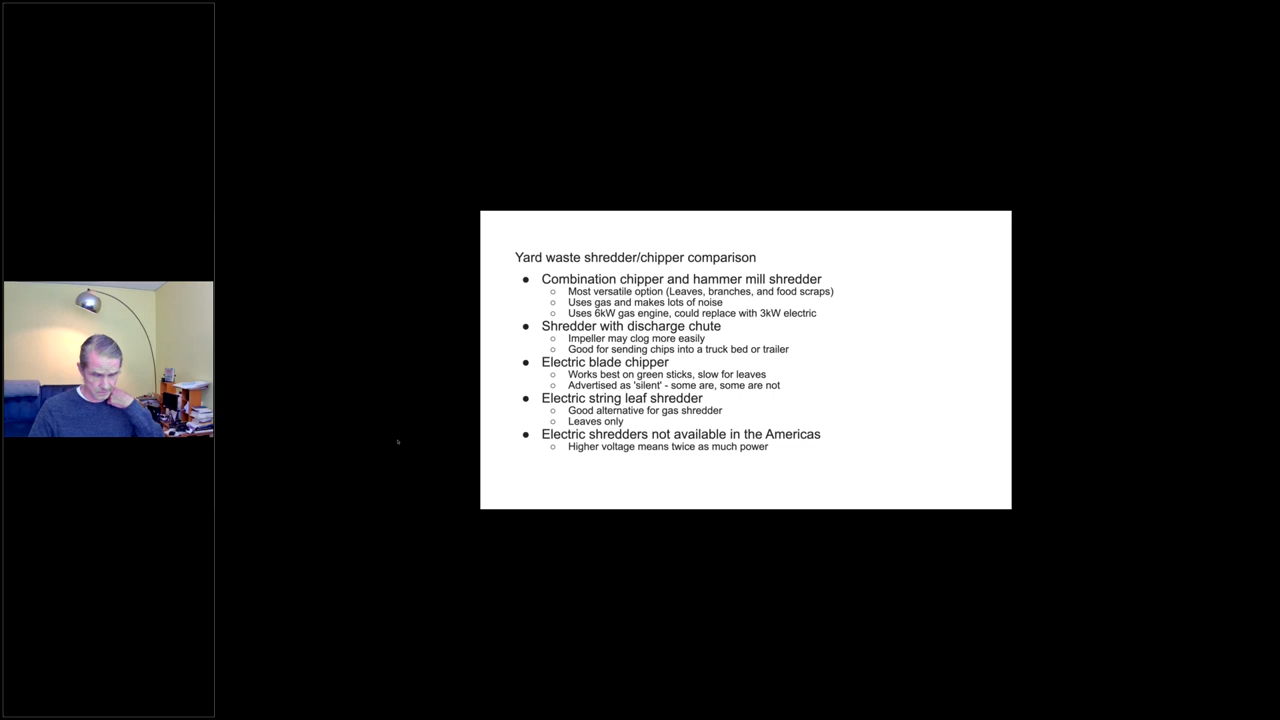 Yard waste shredder/chipper comparison
● Combination chipper and hammer mill shredder
○ Most versatile option (Leaves, branches, and food scraps)
○ Uses gas and makes lots of noise
○ Uses 6kW gas engine, could replace with 3kW electric
● Shredder with discharge chute
○ Impeller may clog more easily
○ Good for sending chips into a truck bed or trailer
● Electric blade chipper
○ Works best on green sticks, slow for leaves
○ Advertised as 'silent' - some are, some are not
● Electric string leaf shredder
○ Good alternative for gas shredder
○ Leaves only
● Electric shredders not available in the Americas
○ Higher voltage means twice as much power